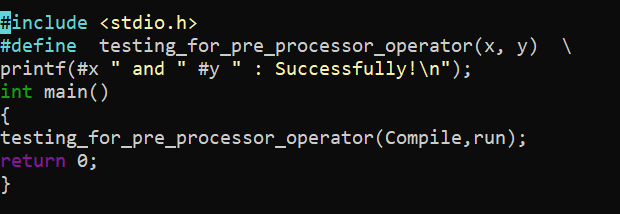 #include <stdio.h>
#define  testing_for_pre_processor_operator(x, y)  \
printf(#x " and " #y " : Successfully!\n");
int main()
{
testing_for_pre_processor_operator(Compile,run);
return 0;
}